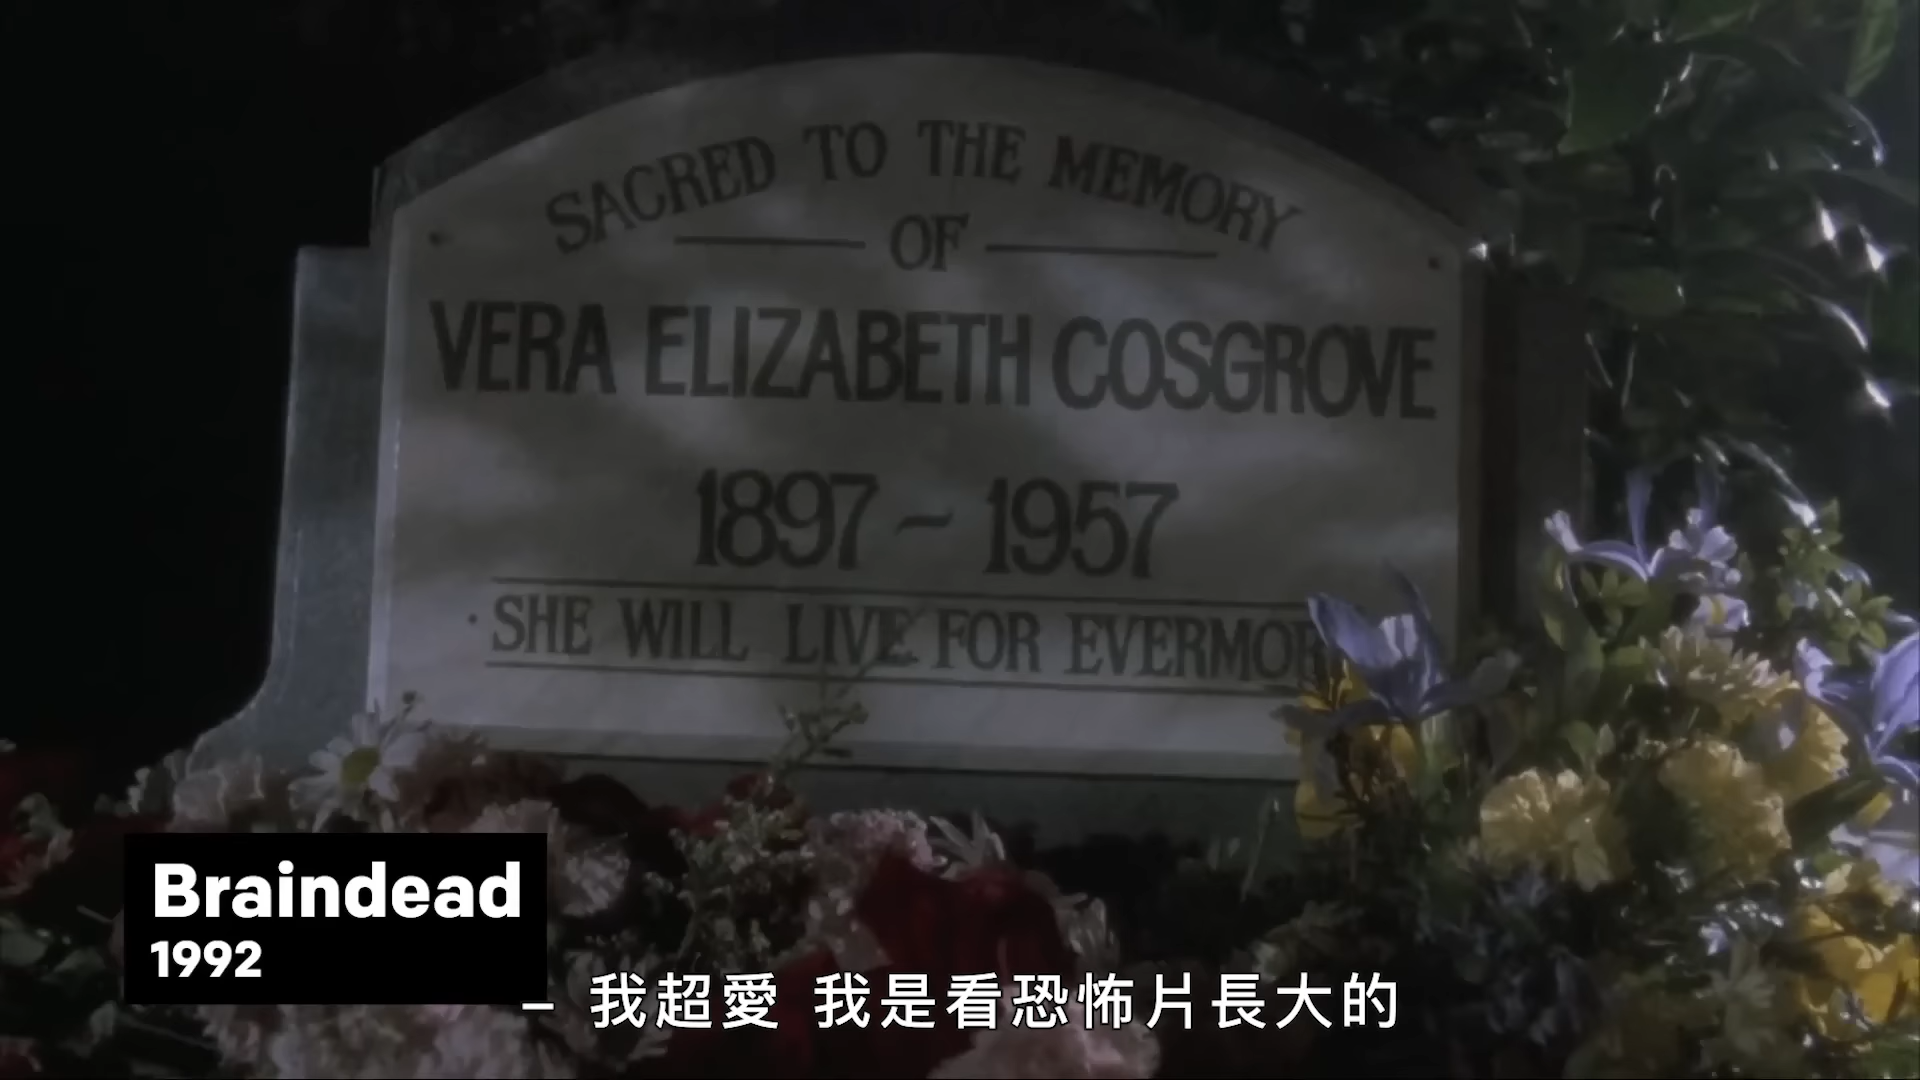 SACRED TO THE MEMORY
OF
VERA ELIZABETH COSGROVE
1897 ~ 1957
SHE WILL LIVE FOR EVERMOR
Braindead
1992
– 我超愛 我是看恐怖片長大的